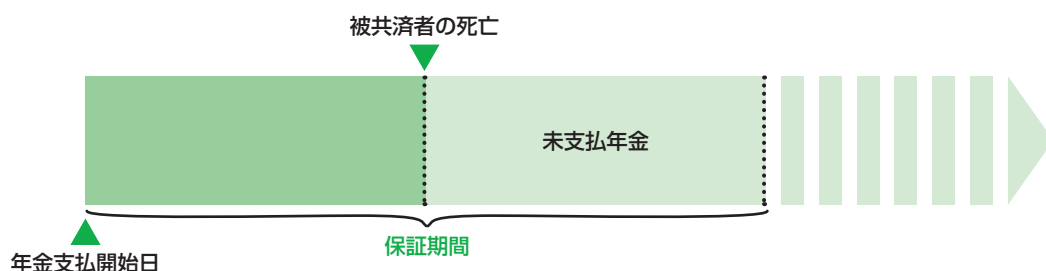 被共済者の死亡
未支払年金
保証期間
年金支払開始日